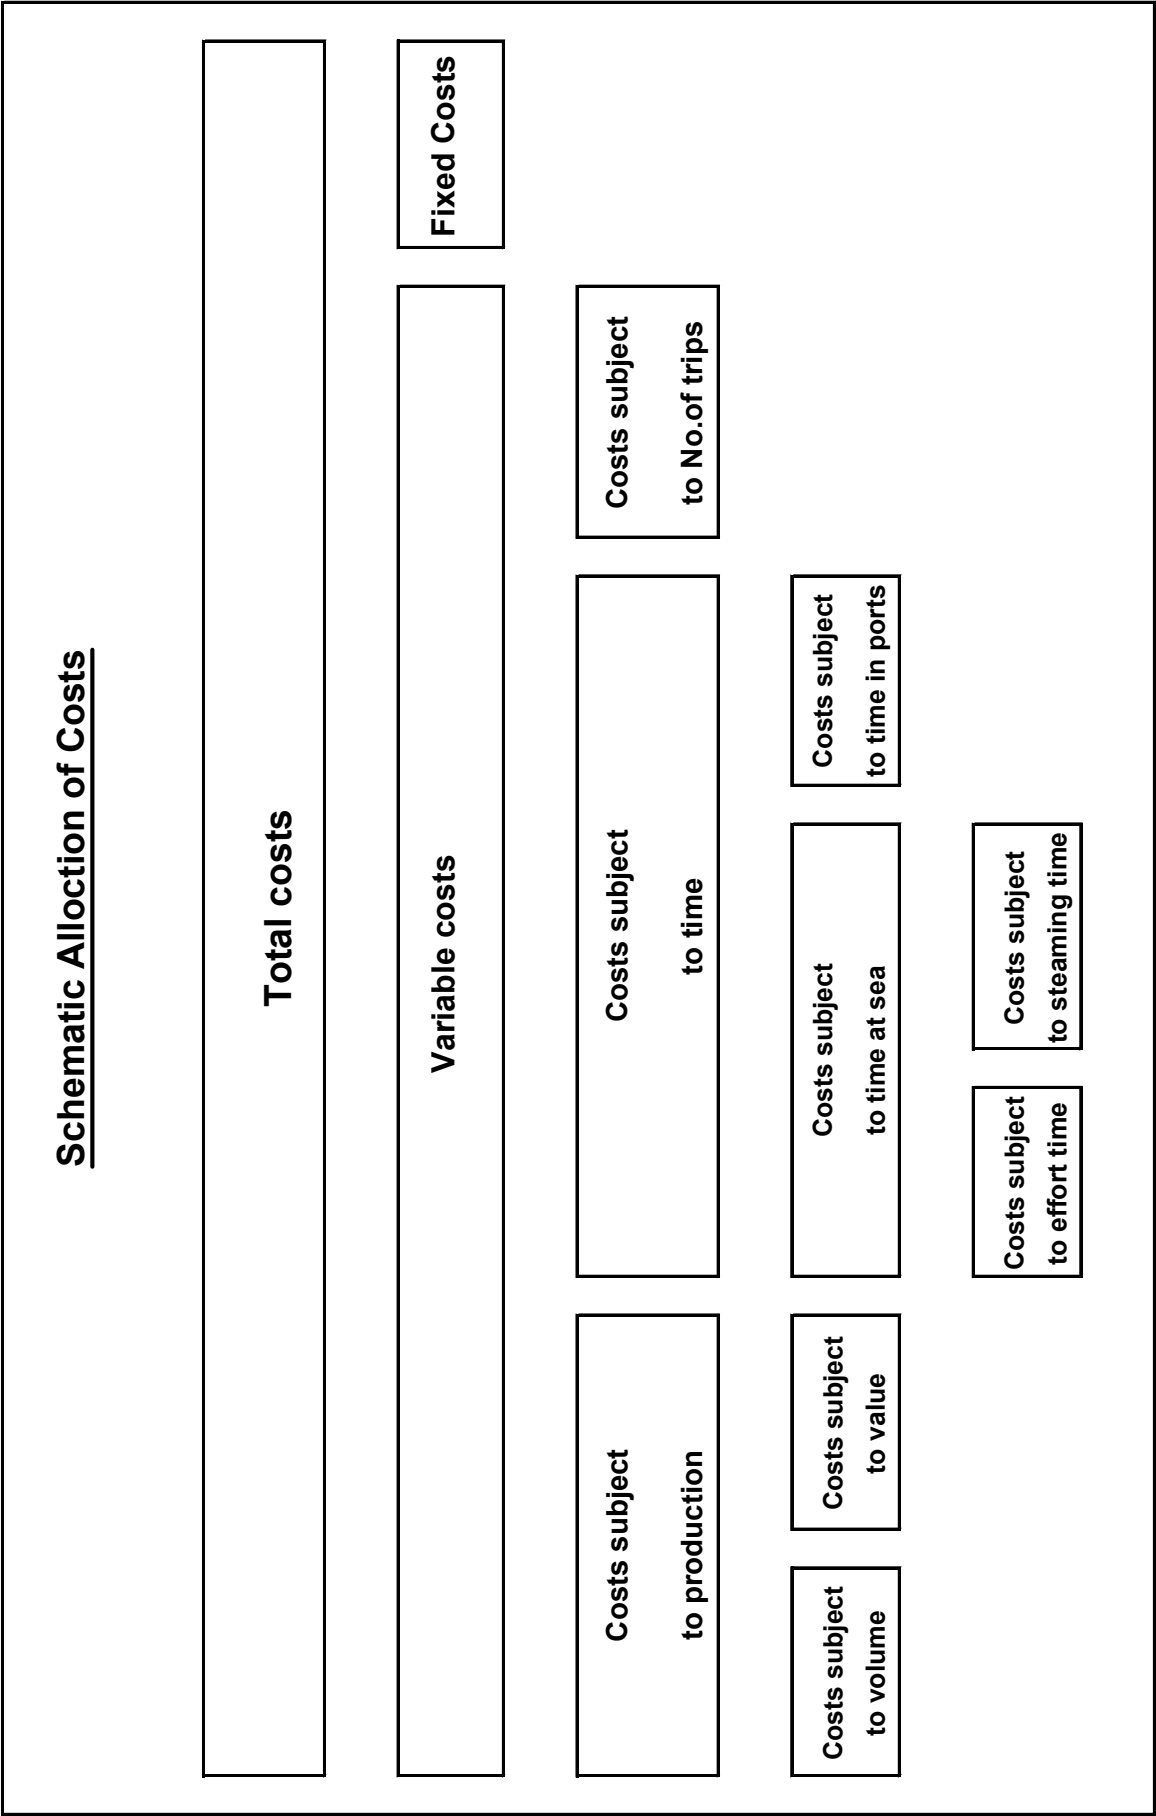 Schematic Alloction of Costs
Total costs
Variable costs
Fixed Costs
Costs subject
to production
Costs subject
to time
Costs subject
to No.of trips
Costs subject
to volume
Costs subject
to value
Costs subject
to time at sea
Costs subject
to time in ports
Costs subject
to effort time
Costs subject
to steaming time